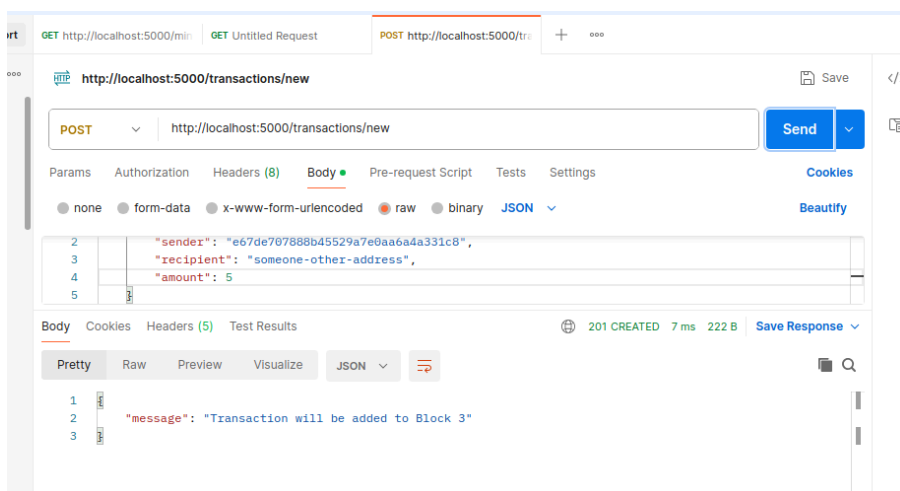 ort GET http://localhost:5000/min GET Untitled Request POST http://localhost:5000/tra
HTTP http://localhost:5000/transactions/new Save </>
POST http://localhost:5000/transactions/new Send
Params Authorization Headers (8) Body Pre-request Script Tests Settings Cookies
none form-data x-www-form-urlencoded raw binary JSON Beautify
2 "sender": "e67de707888b45529a7e0aa6a4a331c8",
3 "recipient": "someone-other-address",
4 "amount": 5
5 }
Body Cookies Headers (5) Test Results 201 CREATED 7 ms 222 B Save Response
Pretty Raw Preview Visualize JSON
1 {
2 "message": "Transaction will be added to Block 3"
3 }